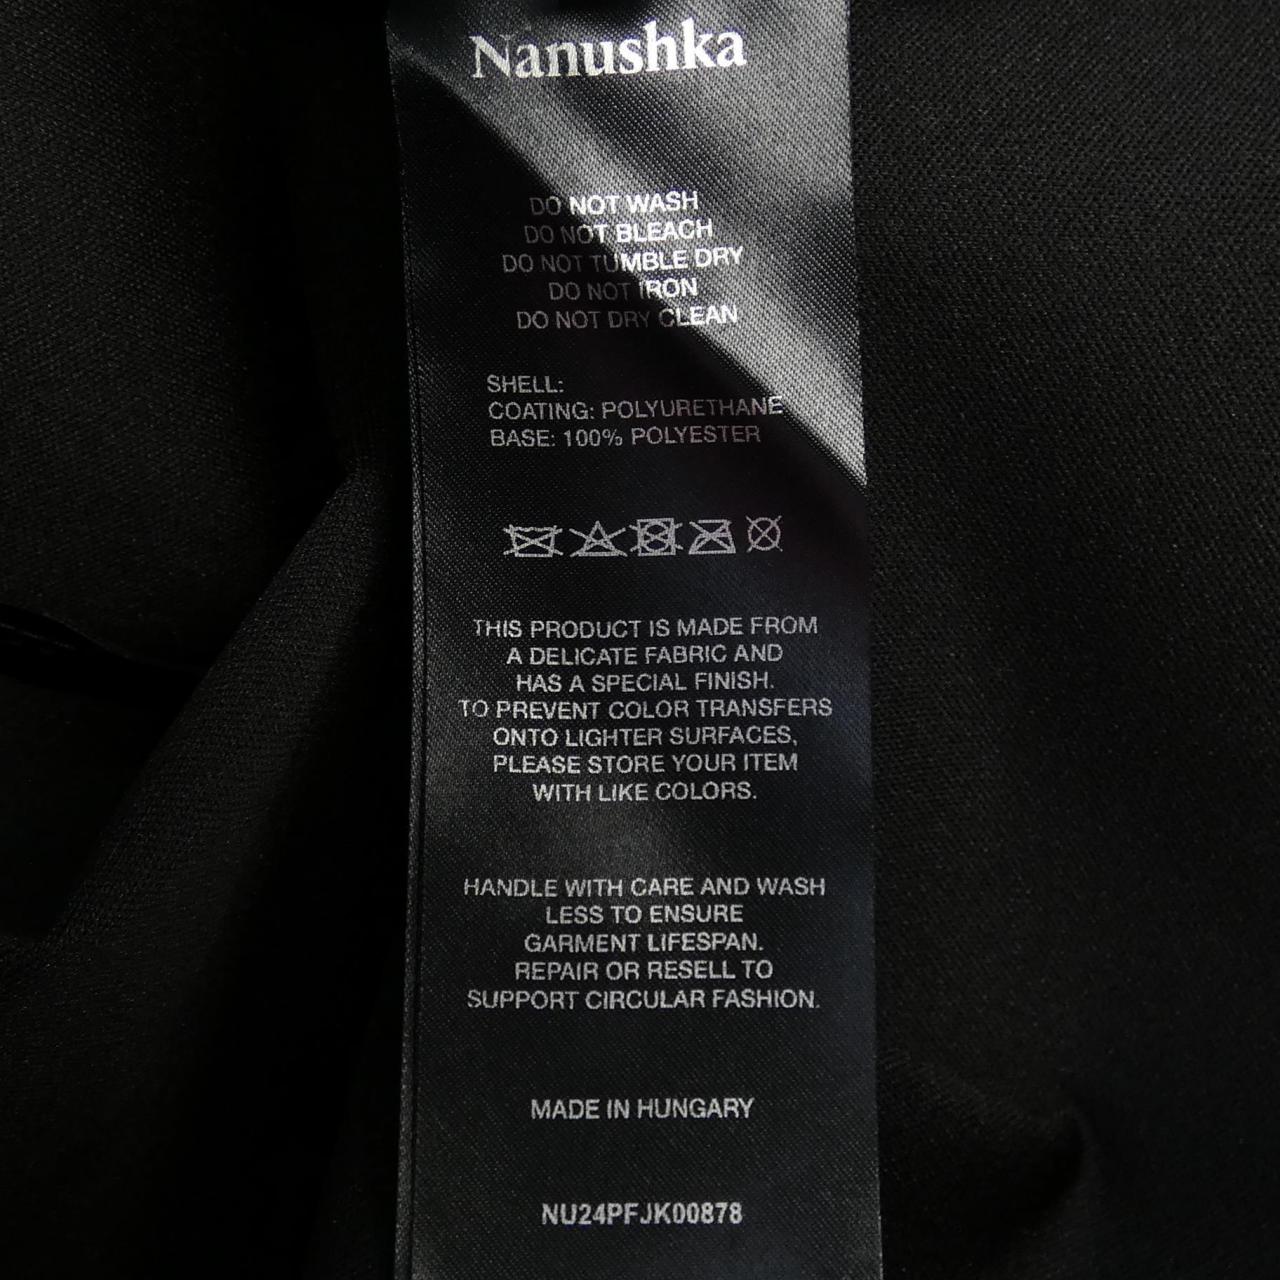 Nanushka
DO NOT WASH
DO NOT BLEACH
DO NOT TUMBLE DRY
DO NOT IRON
DO NOT DRY CLEAN
SHELL:
COATING: POLYURETHANE
BASE: 100% POLYESTER
THIS PRODUCT IS MADE FROM
A DELICATE FABRIC AND
HAS A SPECIAL FINISH.
TO PREVENT COLOR TRANSFERS
ONTO LIGHTER SURFACES,
PLEASE STORE YOUR ITEM
WITH LIKE COLORS.
HANDLE WITH CARE AND WASH
LESS TO ENSURE
GARMENT LIFESPAN.
REPAIR OR RESELL TO
SUPPORT CIRCULAR FASHION.
MADE IN HUNGARY
NU24PFJK00878